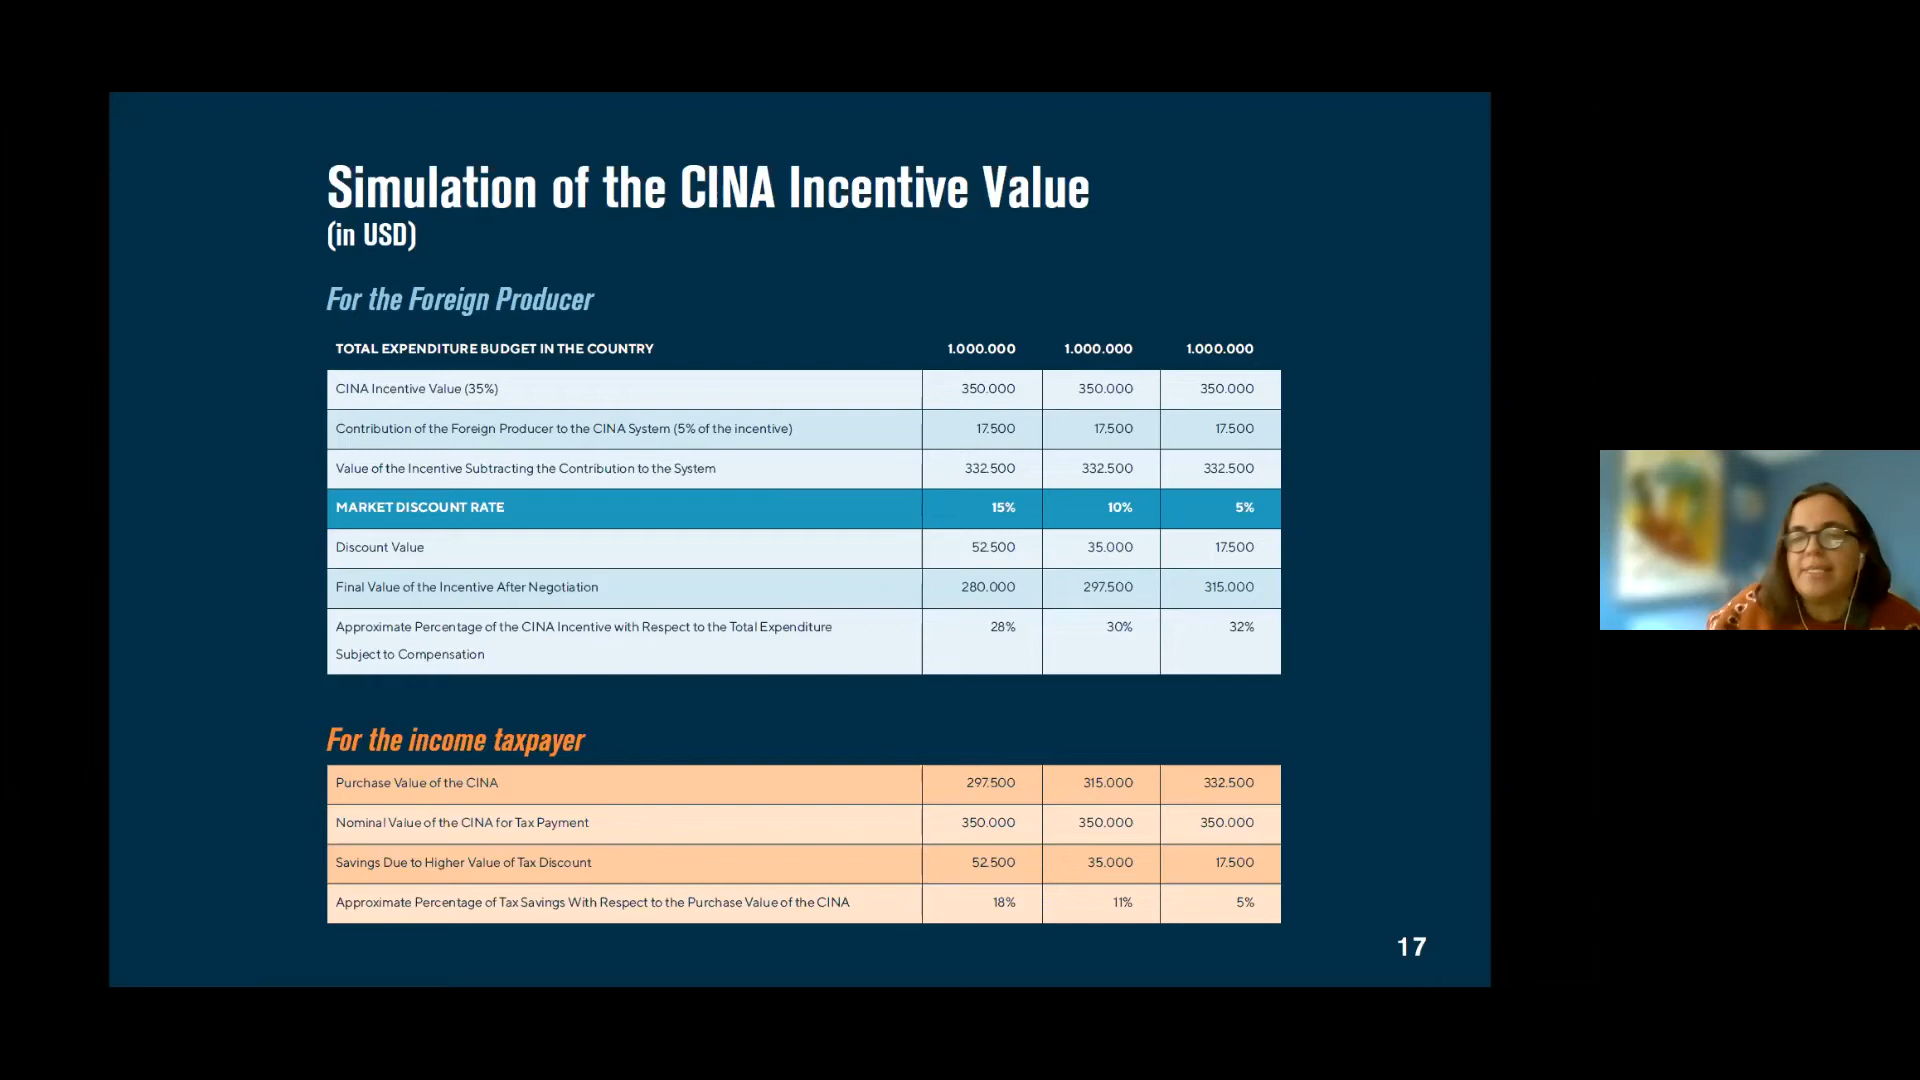 Simulation of the CINA Incentive Value
(in USD)
For the Foreign Producer
TOTAL EXPENDITURE BUDGET IN THE COUNTRY 1.000.000 1.000.000 1.000.000
CINA Incentive Value (35%) 350.000 350.000 350.000
Contribution of the Foreign Producer to the CINA System (5% of the incentive) 17.500 17.500 17.500
Value of the Incentive Subtracting the Contribution to the System 332.500 332.500 332.500
MARKET DISCOUNT RATE 15% 10% 5%
Discount Value 52.500 35.000 17.500
Final Value of the Incentive After Negotiation 280.000 297.500 315.000
Approximate Percentage of the CINA Incentive with Respect to the Total Expenditure 28% 30% 32%
Subject to Compensation
For the income taxpayer
Purchase Value of the CINA 297.500 315.000 332.500
Nominal Value of the CINA for Tax Payment 350.000 350.000 350.000
Savings Due to Higher Value of Tax Discount 52.500 35.000 17.500
Approximate Percentage of Tax Savings With Respect to the Purchase Value of the CINA 18% 11% 5%
17